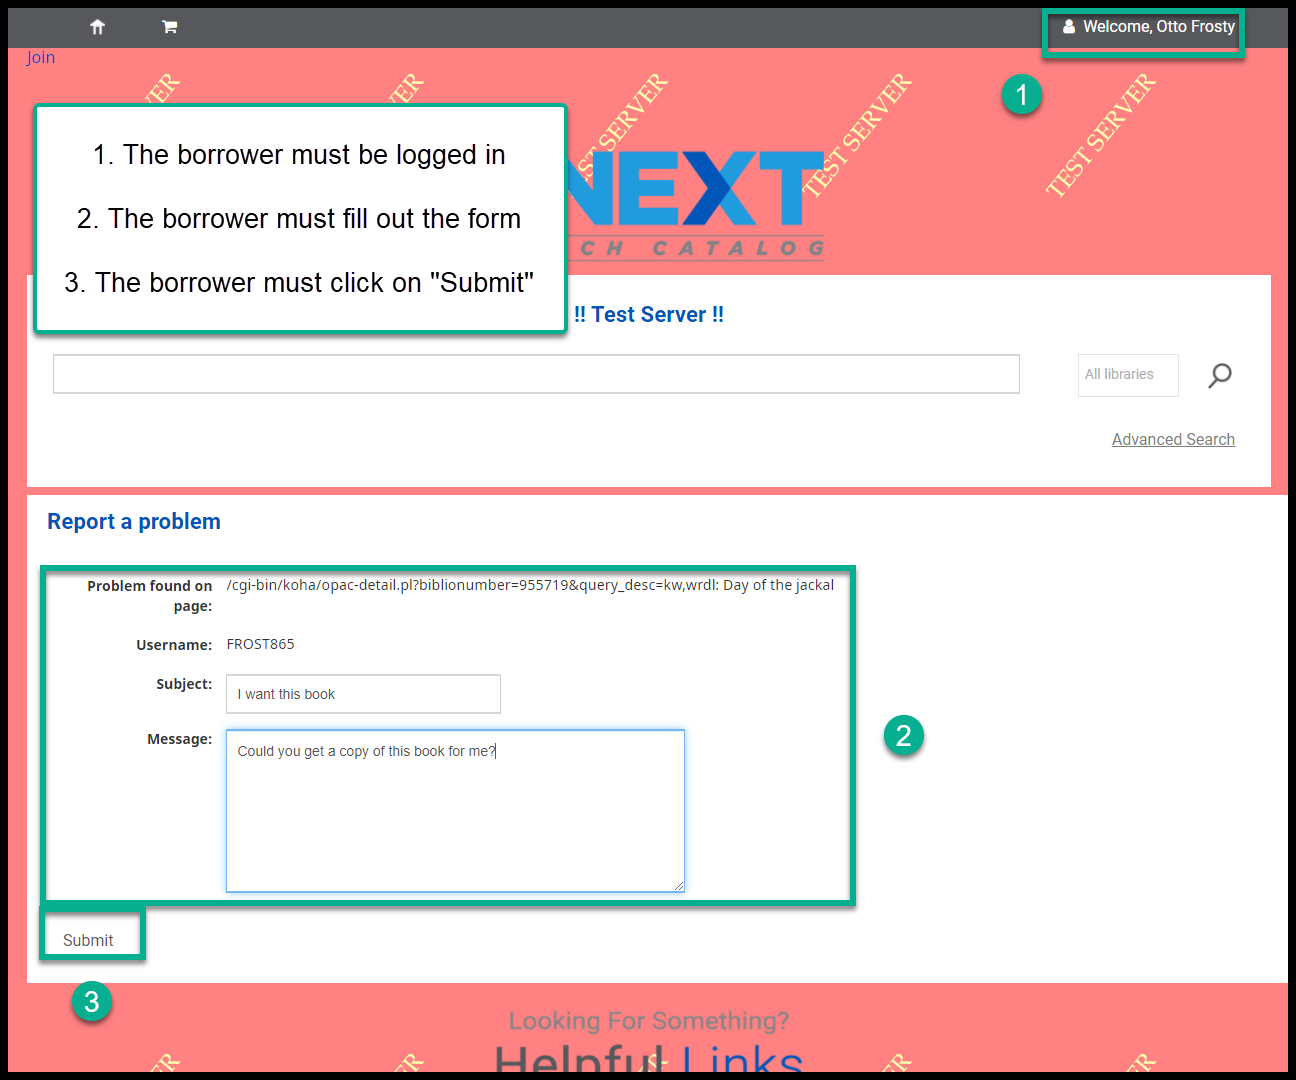 Welcome, Otto Frosty
Join
1
TEST SERVER
TEST SERVER
TEST SERVER
1. The borrower must be logged in
2. The borrower must fill out the form
3. The borrower must click on "Submit"
NEXT
CH CATALOG
!! Test Server !!
All libraries
Advanced Search
Report a problem
Problem found on page: /cgi-bin/koha/opac-detail.pl?biblionumber=955719&query_desc=kw,wrdl: Day of the jackal
Username: FROST865
Subject: I want this book
Message: Could you get a copy of this book for me?
2
Submit
3
Looking For Something?
Helpful Links